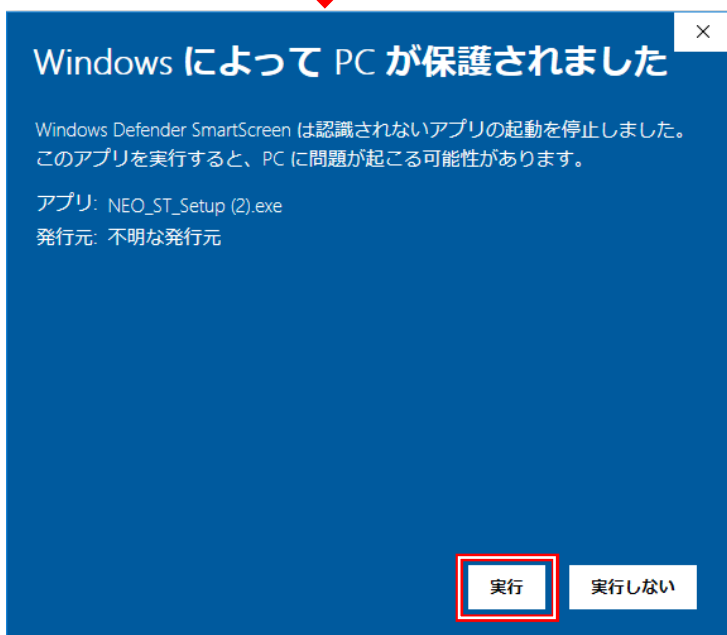 Windows によって PC が保護されました
Windows Defender SmartScreen は認識されないアプリの起動を停止しました。
このアプリを実行すると、PC に問題が起こる可能性があります。
アプリ: NEO_ST_Setup (2).exe
発行元: 不明な発行元
実行
実行しない